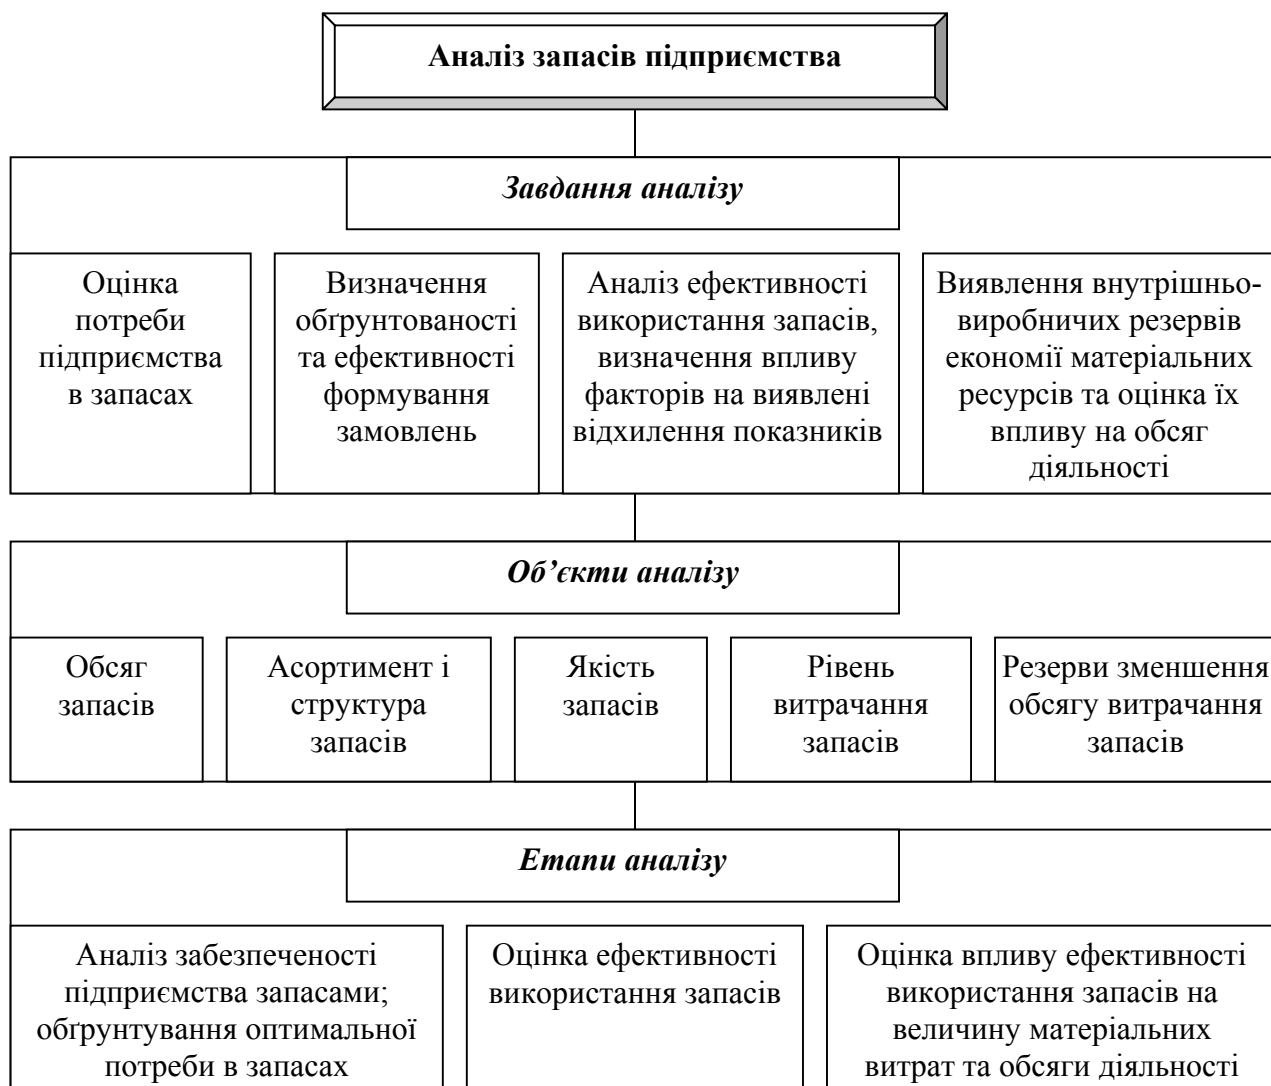 Аналіз запасів підприємства
Завдання аналізу
Оцінка
потреби
підприємства
в запасах
Визначення
обґрунтованості
та ефективності
формування
замовлень
Аналіз ефективності
використання запасів,
визначення впливу
факторів на виявлені
відхилення показників
Виявлення внутрішньо-
виробничих резервів
економії матеріальних
ресурсів та оцінка їх
впливу на обсяг
діяльності
Об’єкти аналізу
Обсяг
запасів
Асортимент і
структура
запасів
Якість
запасів
Рівень
витрачання
запасів
Резерви зменшення
обсягу витрачання
запасів
Етапи аналізу
Аналіз забезпеченості
підприємства запасами;
обґрунтування оптимальної
потреби в запасах
Оцінка ефективності
використання запасів
Оцінка впливу ефективності
використання запасів на
величину матеріальних
витрат та обсяги діяльності